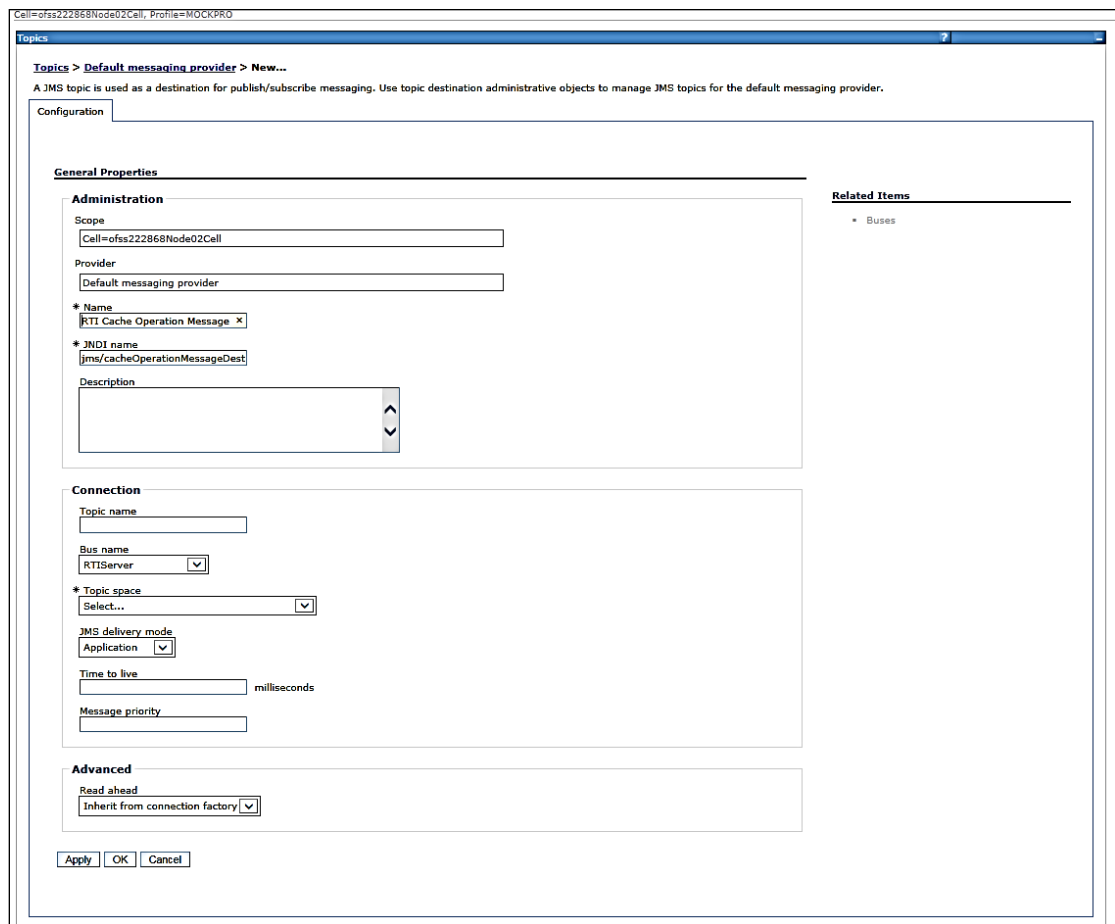 Cell=ofss222868Node02Cell, Profile=MOCKPRO
Topics ?
Topics > Default messaging provider > New...
A JMS topic is used as a destination for publish/subscribe messaging. Use topic destination administrative objects to manage JMS topics for the default messaging provider.
Configuration
General Properties
Administration
Scope
Cell=ofss222868Node02Cell
Provider
Default messaging provider
* Name
RTI Cache Operation Message ×
* JNDI name
jms/cacheOperationMessageDest
Description
Related Items
• Buses
Connection
Topic name
Bus name
RTIServer
* Topic space
Select...
JMS delivery mode
Application
Time to live
milliseconds
Message priority
Advanced
Read ahead
Inherit from connection factory
Apply OK Cancel